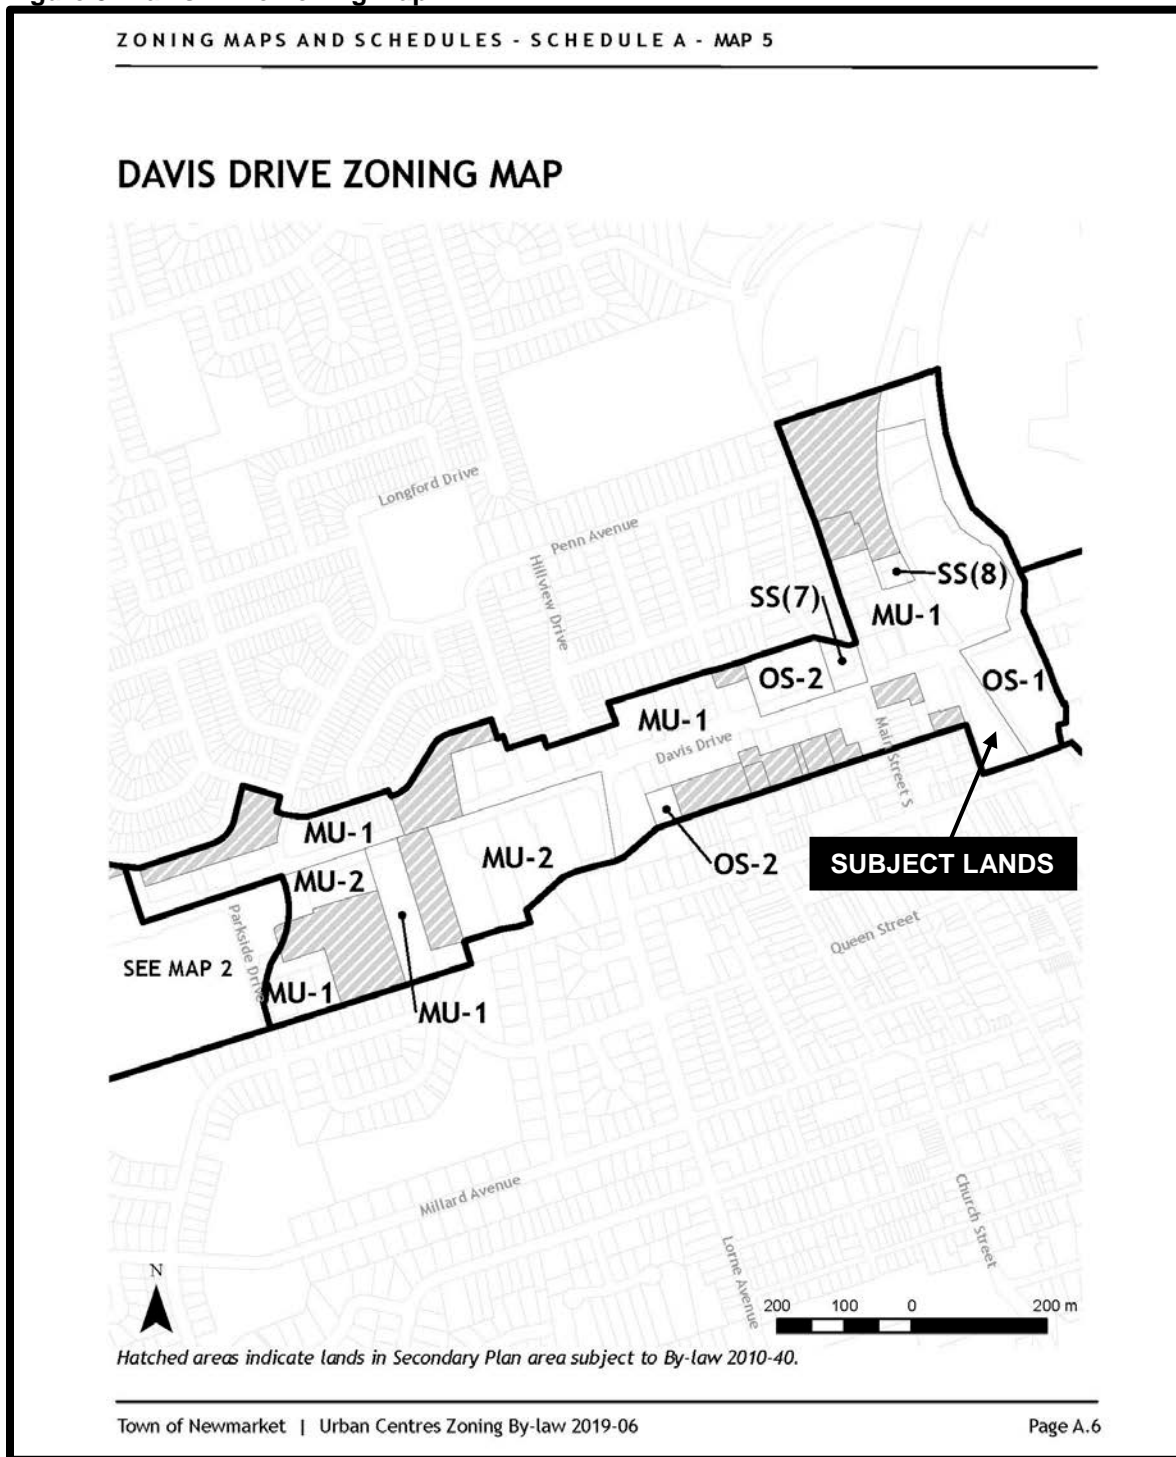 ZONING MAPS AND SCHEDULES - SCHEDULE A - MAP 5
DAVIS DRIVE ZONING MAP
Longford Drive
Penn Avenue
Hillview Drive
SS(8)
SS(7)
MU-1
OS-2
OS-1
MU-1
Davis Drive
Main Street S
MU-1
MU-2
OS-2
SUBJECT LANDS
MU-2
Parkside Drive
Queen Street
SEE MAP 2
MU-1
MU-1
Millard Avenue
Church Street
Lorne Avenue
N
200 100 0 200 m
Hatched areas indicate lands in Secondary Plan area subject to By-law 2010-40.
Town of Newmarket | Urban Centres Zoning By-law 2019-06 Page A.6